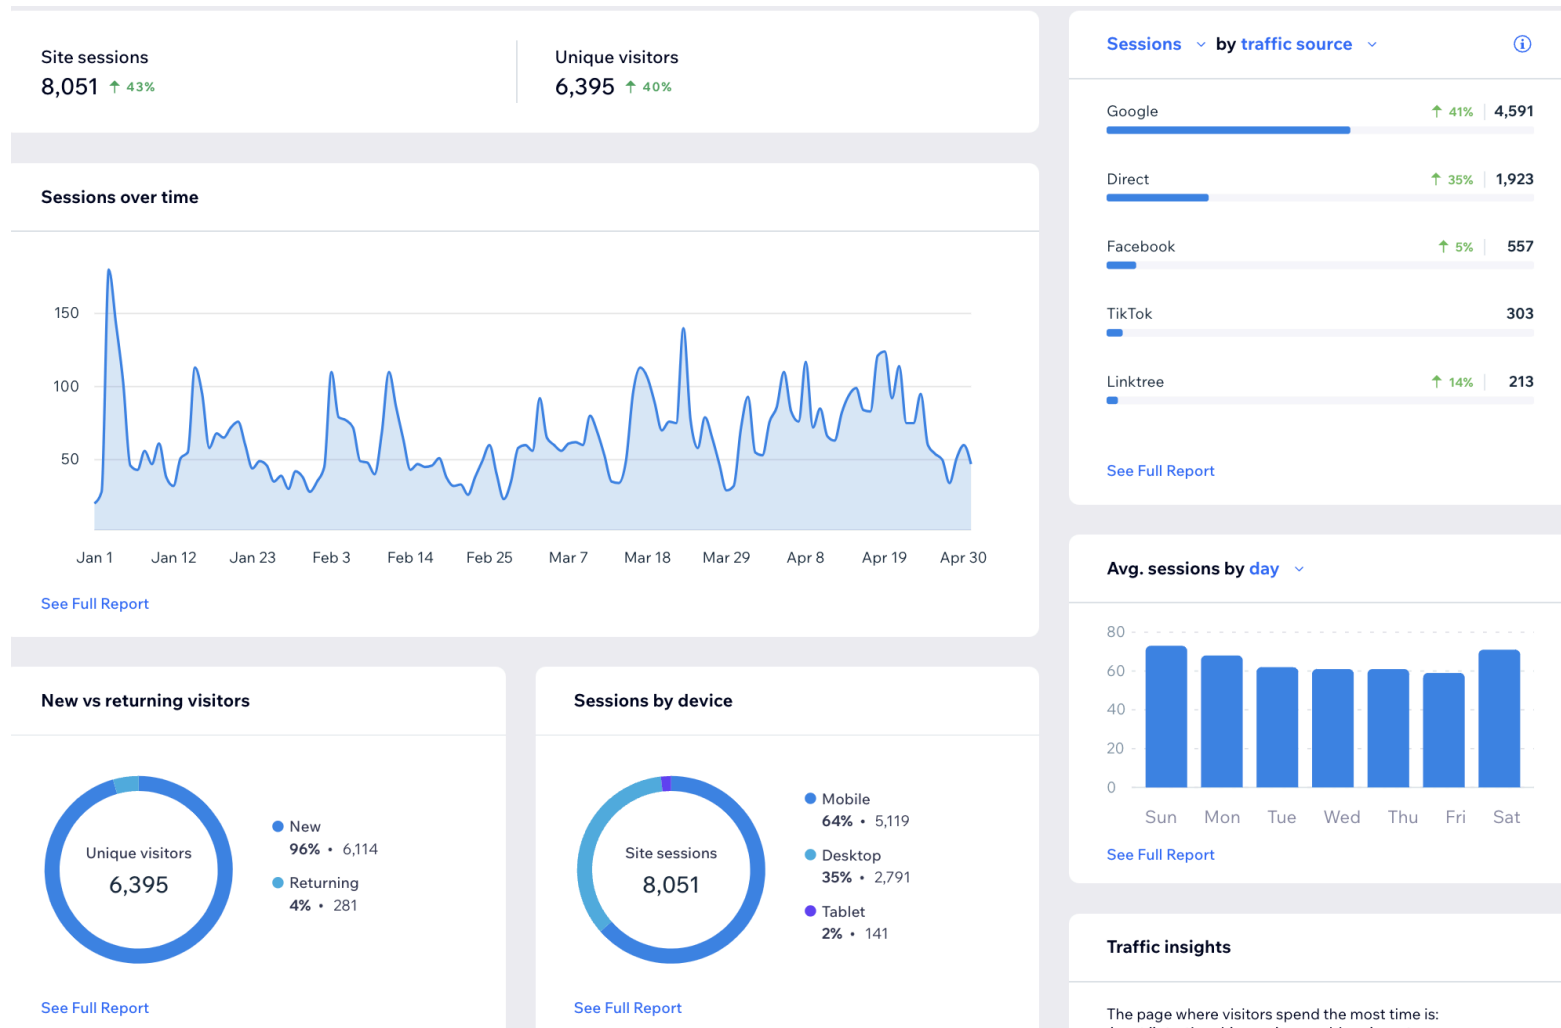 Site sessions
8,051 ↑ 43%
Unique visitors
6,395 ↑ 40%
Sessions over time
150
100
50
Jan 1 Jan 12 Jan 23 Feb 3 Feb 14 Feb 25 Mar 7 Mar 18 Mar 29 Apr 8 Apr 19 Apr 30
See Full Report
New vs returning visitors
Unique visitors
6,395
New
96% • 6,114
Returning
4% • 281
See Full Report
Sessions by device
Site sessions
8,051
Mobile
64% • 5,119
Desktop
35% • 2,791
Tablet
2% • 141
See Full Report
Sessions by traffic source
Google ↑ 41% 4,591
Direct ↑ 35% 1,923
Facebook ↑ 5% 557
TikTok 303
Linktree ↑ 14% 213
See Full Report
Avg. sessions by day
80
60
40
20
0
Sun Mon Tue Wed Thu Fri Sat
See Full Report
Traffic insights
The page where visitors spend the most time is: